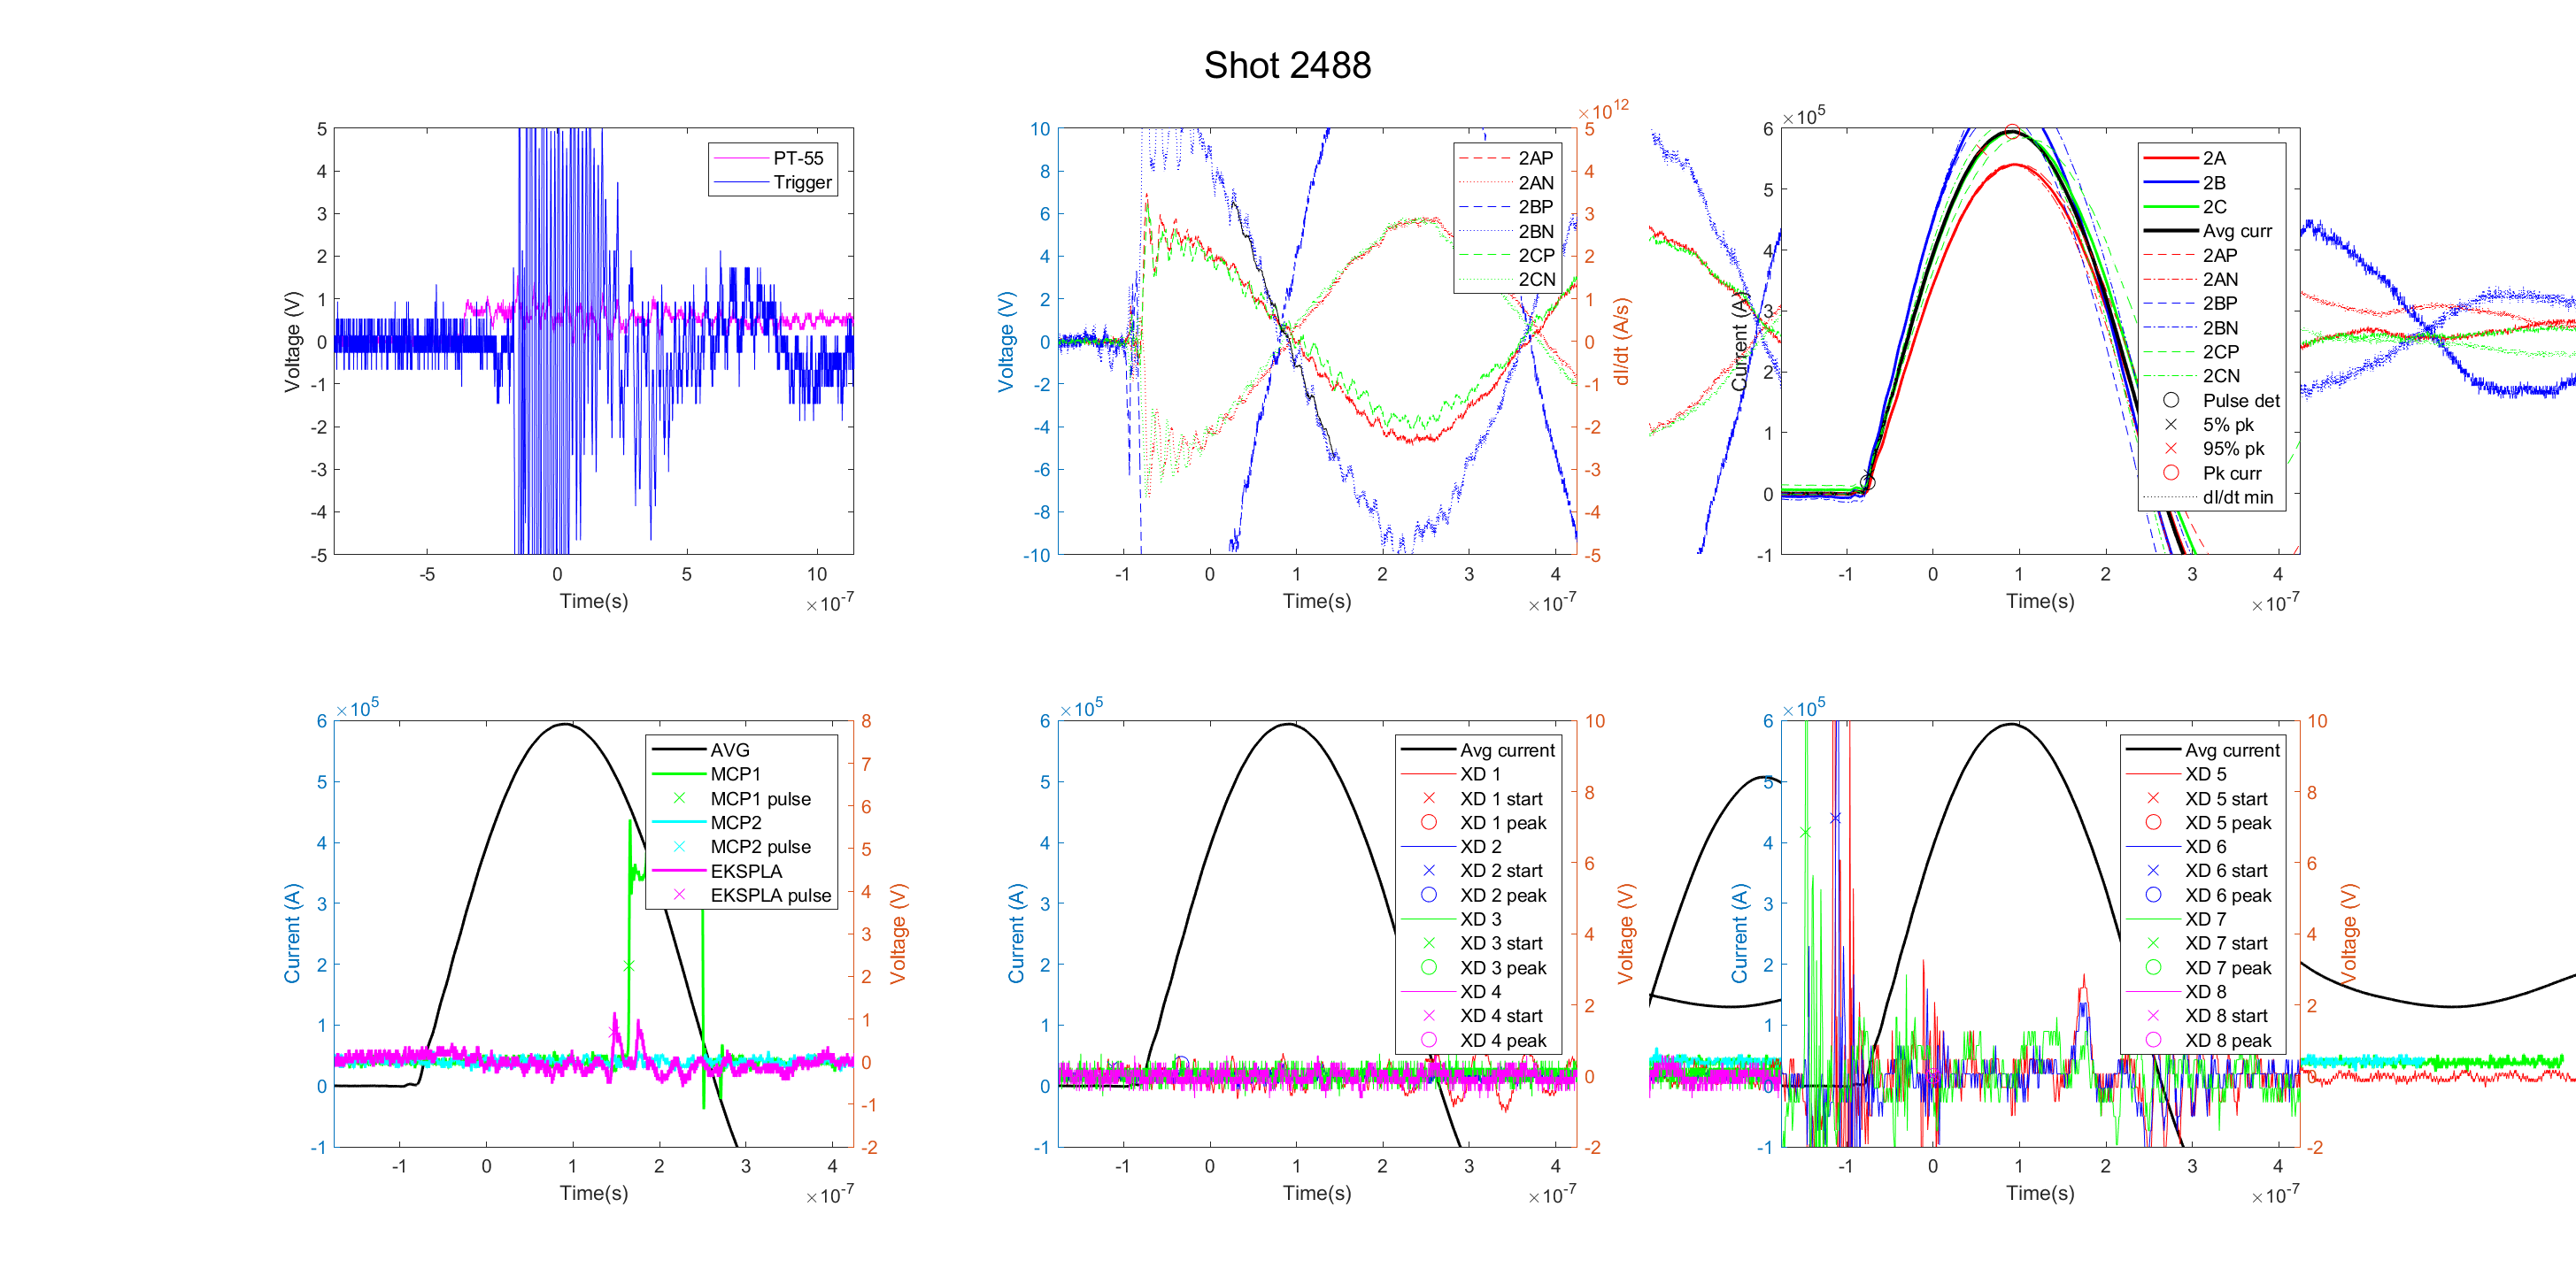 Shot 2488
5
4
3
2
1
0
-1
-2
-3
-4
-5
Voltage (V)
-5 0 5 10
Time(s)
×10-7
PT-55
Trigger
10
8
6
4
2
0
-2
-4
-6
-8
-10
Voltage (V)
-1 0 1 2 3 4
Time(s)
×10-7
×10 12
5
4
3
2
1
0
-1
-2
-3
-4
-5
dI/dt (A/s)
2AP
2AN
2BP
2BN
2CP
2CN
×10 5
6
5
4
3
2
1
0
-1
Current (A)
-1 0 1 2 3 4
Time(s)
×10-7
2A
2B
2C
Avg curr
2AP
2AN
2BP
2BN
2CP
2CN
Pulse det
5% pk
95% pk
Pk curr
dI/dt min
×10 5
6
5
4
3
2
1
0
-1
Current (A)
-1 0 1 2 3 4
Time(s)
×10-7
8
7
6
5
4
3
2
1
0
-1
-2
Voltage (V)
AVG
MCP1
MCP1 pulse
MCP2
MCP2 pulse
EKSPLA
EKSPLA pulse
×10 5
6
5
4
3
2
1
0
-1
Current (A)
-1 0 1 2 3 4
Time(s)
×10-7
10
8
6
4
2
0
-2
Voltage (V)
Avg current
XD 1
XD 1 start
XD 1 peak
XD 2
XD 2 start
XD 2 peak
XD 3
XD 3 start
XD 3 peak
XD 4
XD 4 start
XD 4 peak
×10 5
6
5
4
3
2
1
0
-1
Current (A)
-1 0 1 2 3 4
Time(s)
×10-7
10
8
6
4
2
0
-2
Voltage (V)
Avg current
XD 5
XD 5 start
XD 5 peak
XD 6
XD 6 start
XD 6 peak
XD 7
XD 7 start
XD 7 peak
XD 8
XD 8 start
XD 8 peak